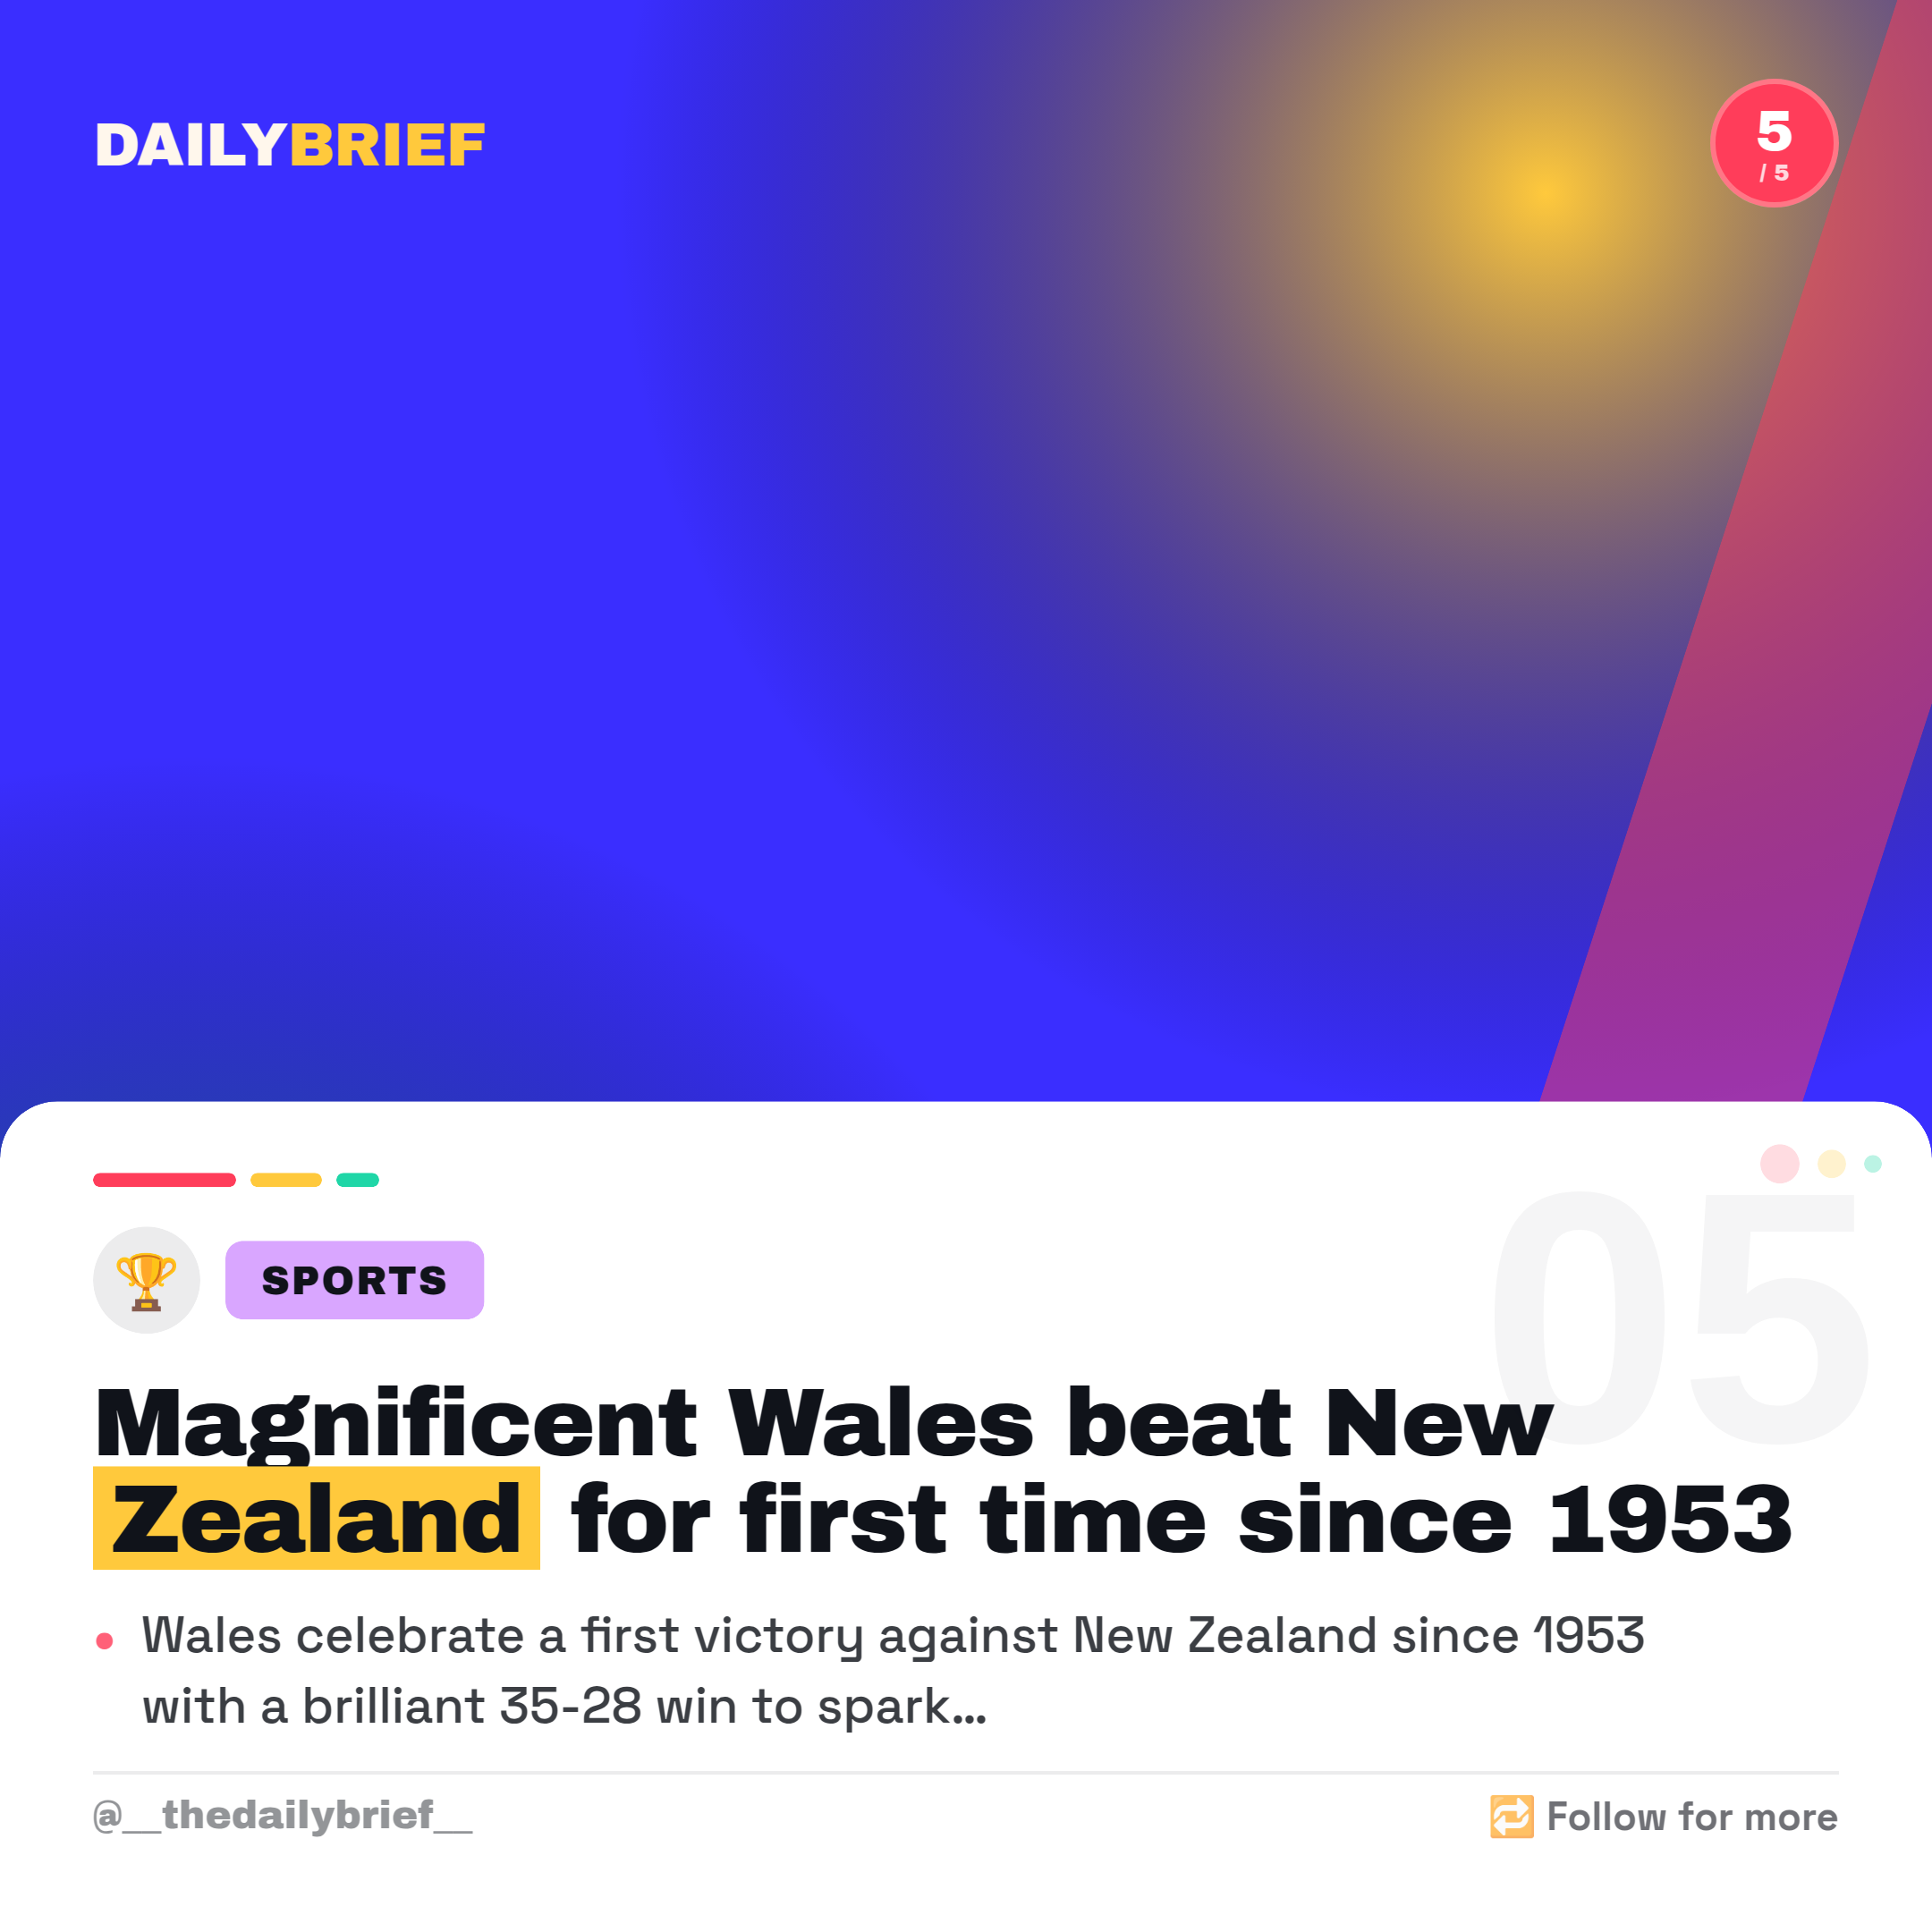 DAILYBRIEF
5
/ 5
05
🏆 SPORTS
Magnificent Wales beat New
Zealand for first time since 1953
• Wales celebrate a first victory against New Zealand since 1953
with a brilliant 35-28 win to spark...
@__thedailybrief__
🔁 Follow for more